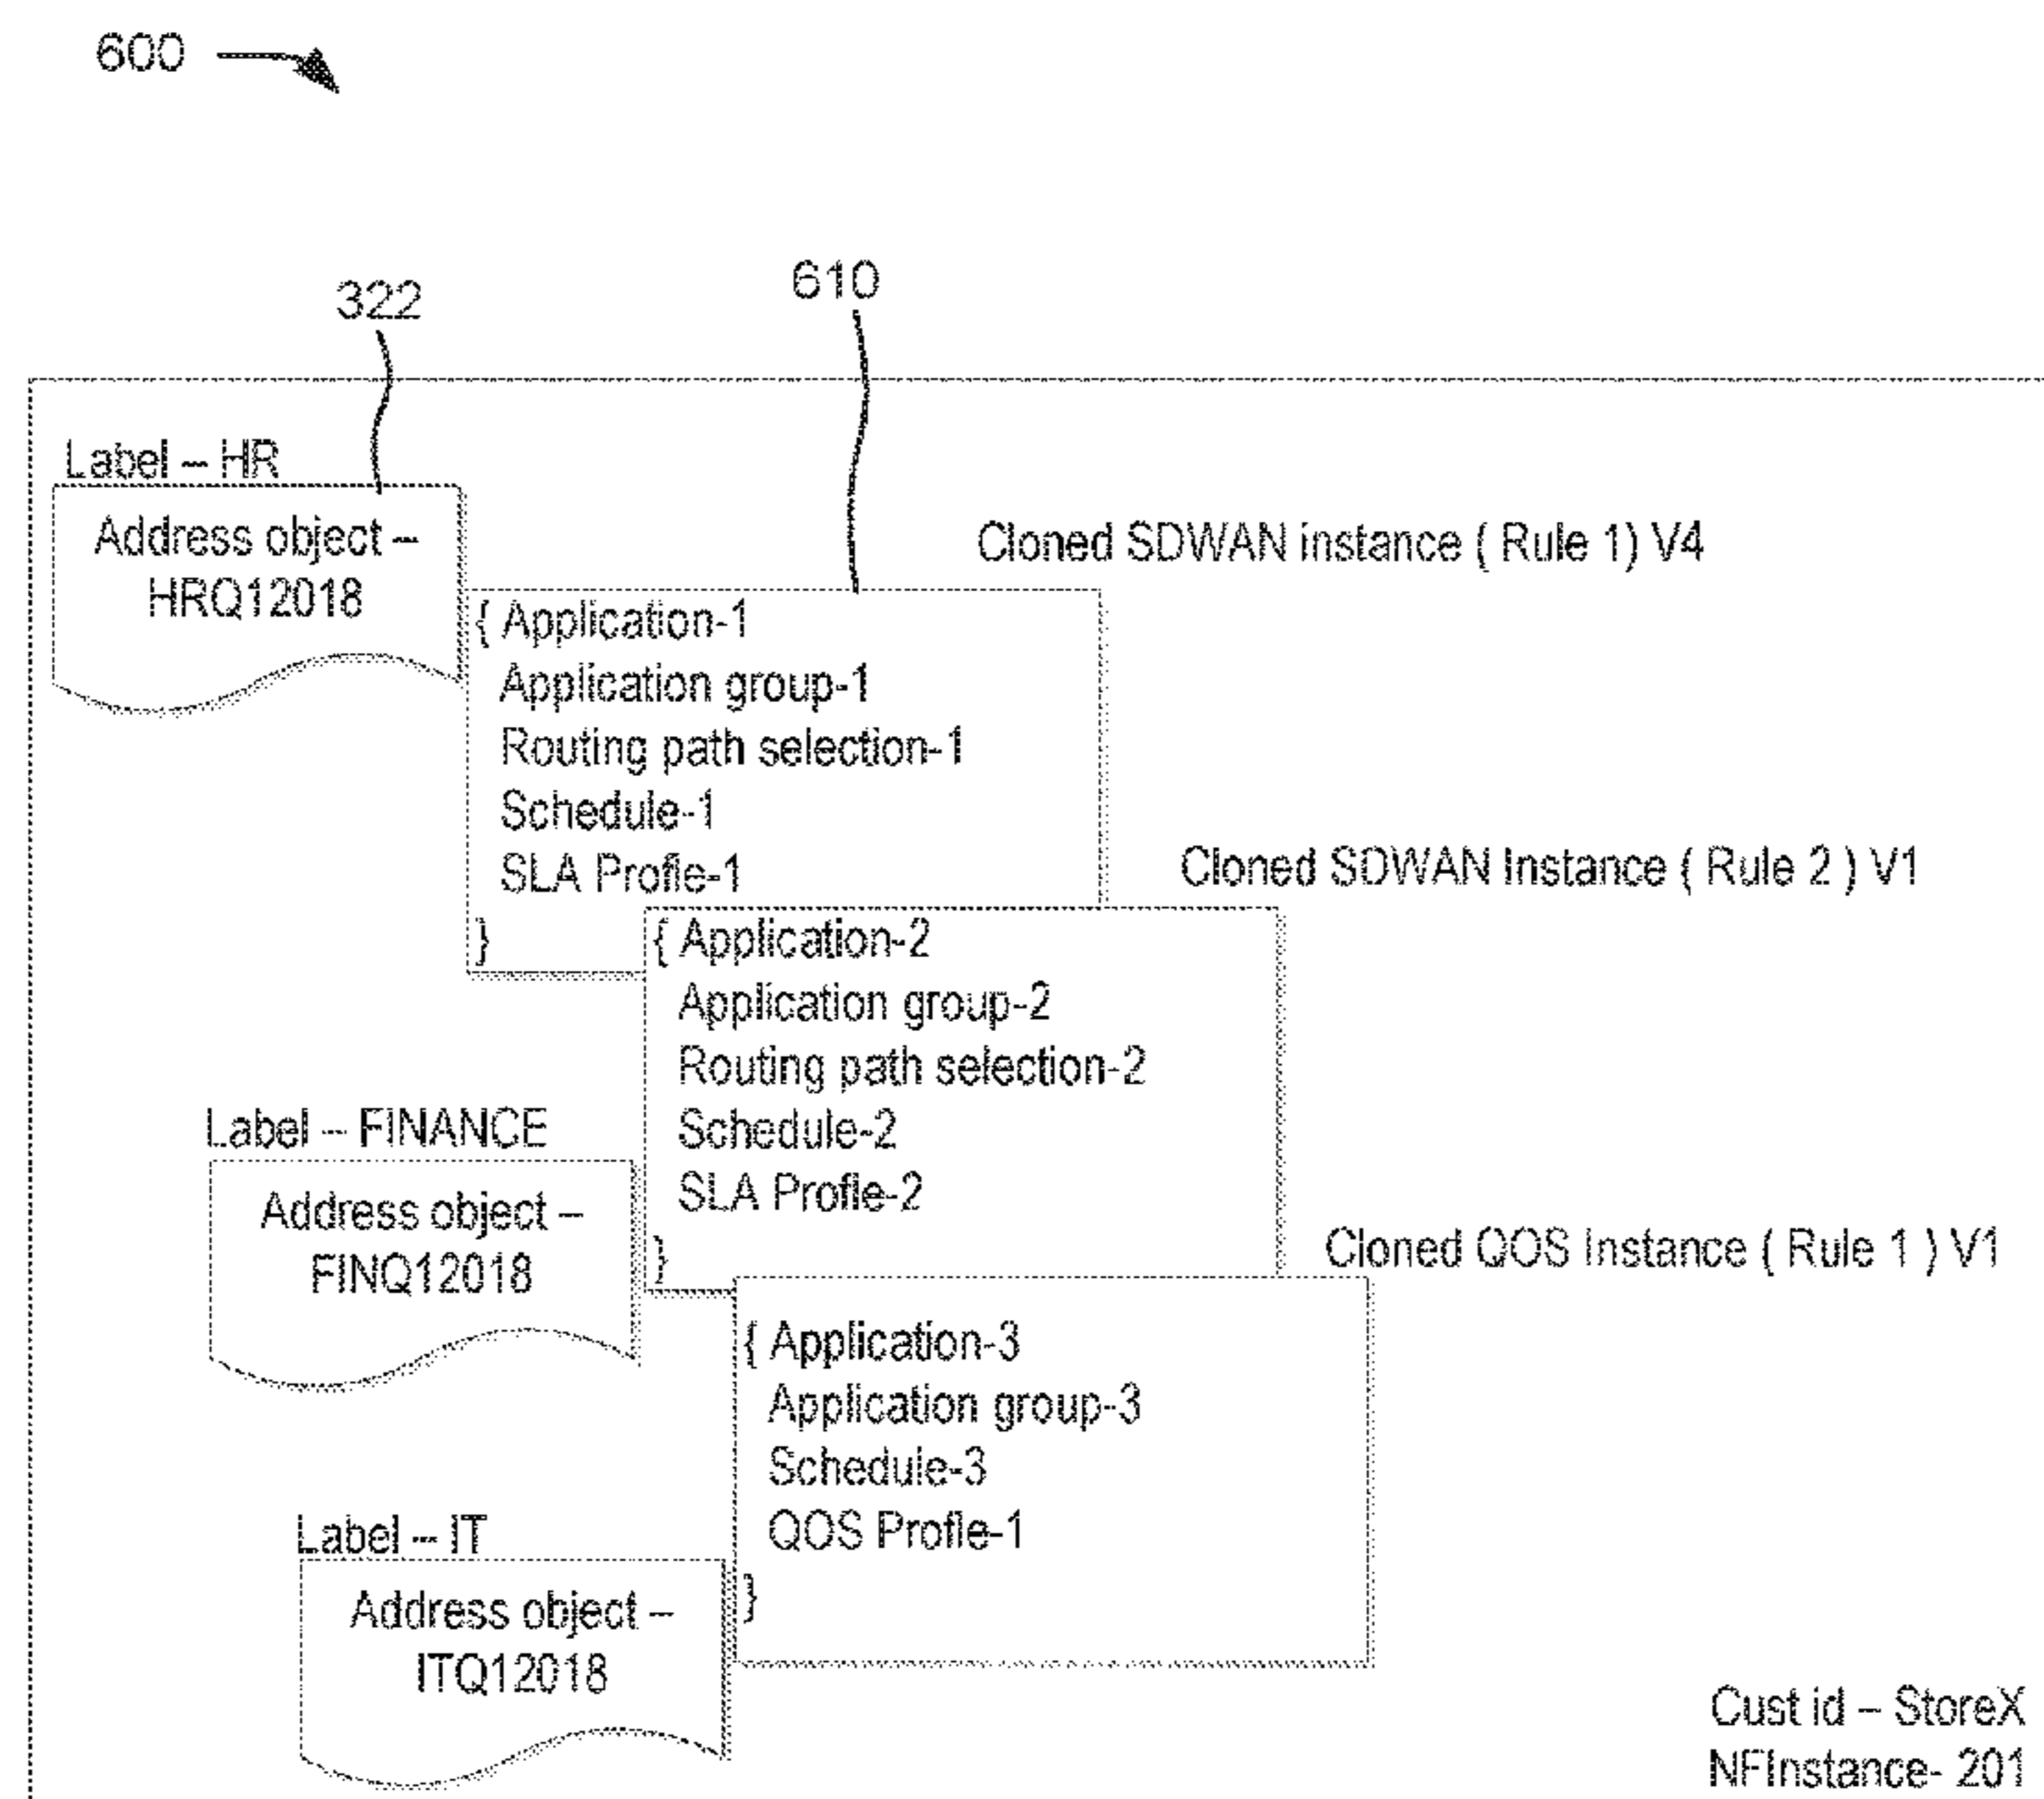 600
322
610
Label – HR
Address object –
HRQ12018
Cloned SDWAN instance ( Rule 1) V4
{ Application-1
Application group-1
Routing path selection-1
Schedule-1
SLA Profle-1
}
Cloned SDWAN Instance ( Rule 2 ) V1
{ Application-2
Application group-2
Routing path selection-2
Schedule-2
SLA Profle-2
}
Label – FINANCE
Address object –
FINQ12018
Cloned QOS Instance ( Rule 1 ) V1
{ Application-3
Application group-3
Schedule-3
QOS Profle-1
}
Label – IT
Address object –
ITQ12018
Cust id – StoreX
NFInstance- 201